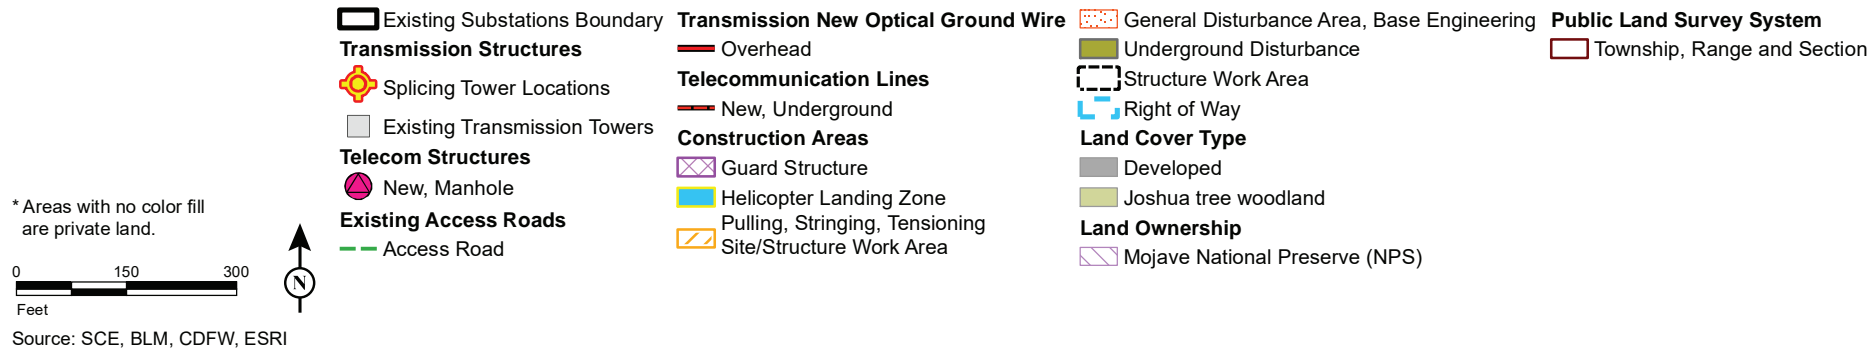 * Areas with no color fill
are private land.
0 150 300
Feet
Source: SCE, BLM, CDFW, ESRI
N
Existing Substations Boundary
Transmission Structures
Splicing Tower Locations
Existing Transmission Towers
Telecom Structures
New, Manhole
Existing Access Roads
Access Road
Transmission New Optical Ground Wire
Overhead
Telecommunication Lines
New, Underground
Construction Areas
Guard Structure
Helicopter Landing Zone
Pulling, Stringing, Tensioning
Site/Structure Work Area
General Disturbance Area, Base Engineering
Underground Disturbance
Structure Work Area
Right of Way
Land Cover Type
Developed
Joshua tree woodland
Land Ownership
Mojave National Preserve (NPS)
Public Land Survey System
Township, Range and Section